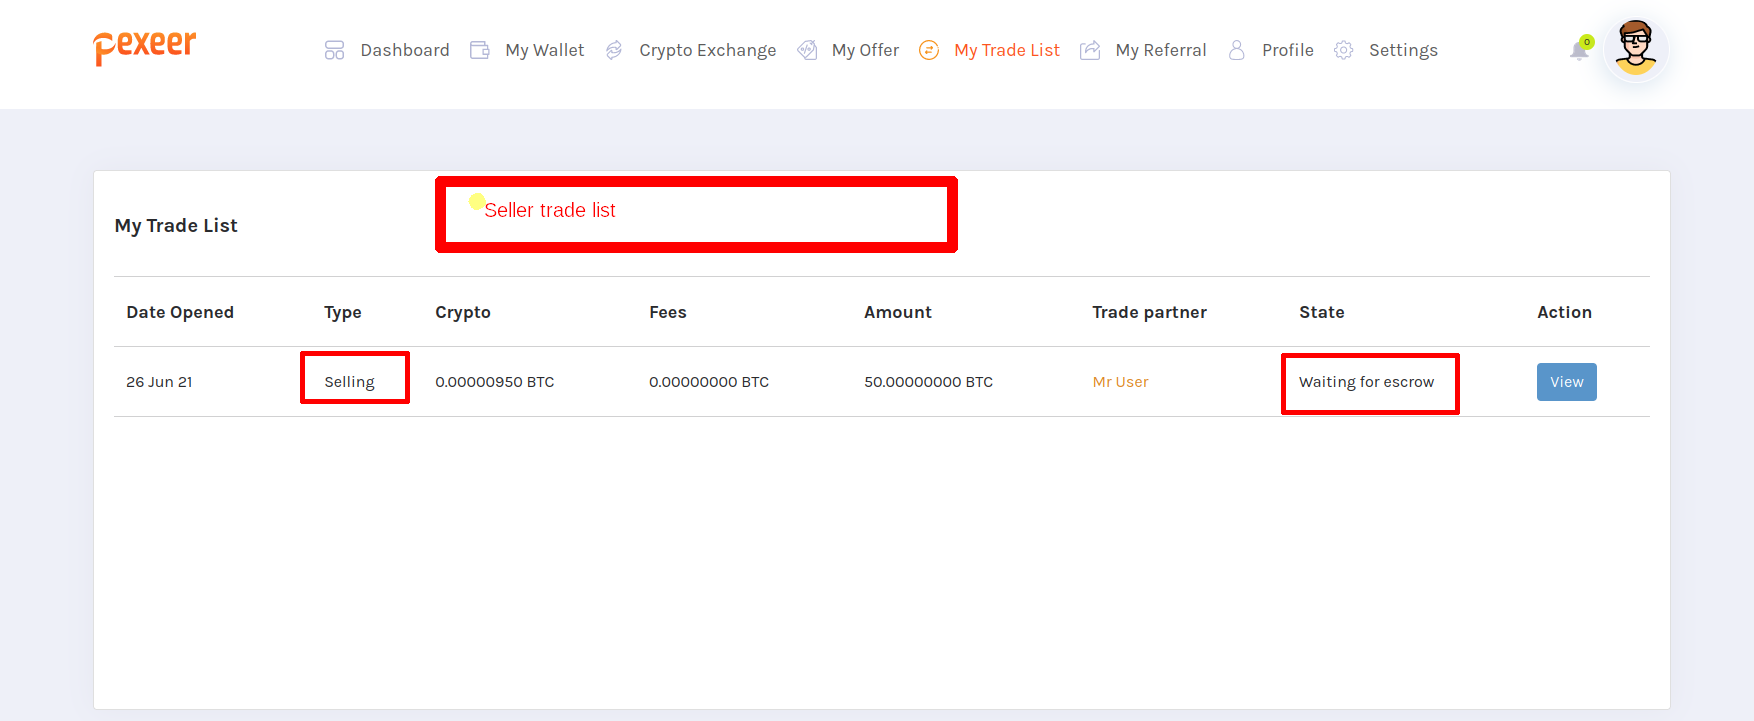 pexeer
Dashboard My Wallet Crypto Exchange My Offer My Trade List My Referral Profile Settings 0
Seller trade list
My Trade List
Date Opened Type Crypto Fees Amount Trade partner State Action
26 Jun 21 Selling 0.00000950 BTC 0.00000000 BTC 50.00000000 BTC Mr User Waiting for escrow View